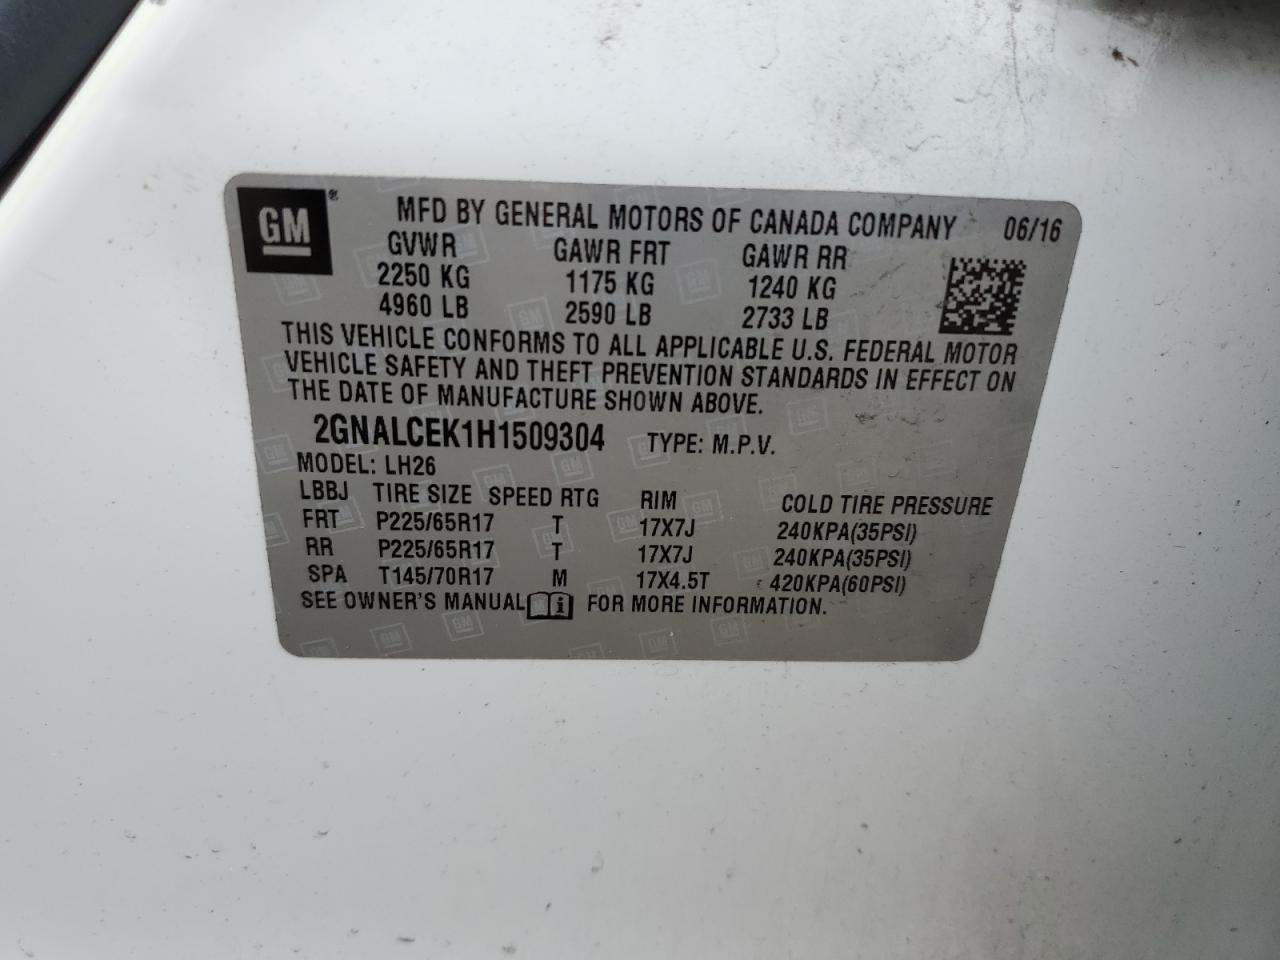 GM® MFD BY GENERAL MOTORS OF CANADA COMPANY 06/16
GVWR GAWR FRT GAWR RR
2250 KG 1175 KG 1240 KG
4960 LB 2590 LB 2733 LB
THIS VEHICLE CONFORMS TO ALL APPLICABLE U.S. FEDERAL MOTOR
VEHICLE SAFETY AND THEFT PREVENTION STANDARDS IN EFFECT ON
THE DATE OF MANUFACTURE SHOWN ABOVE.
2GNALCEK1H1509304 TYPE: M.P.V.
MODEL: LH26
LBBJ TIRE SIZE SPEED RTG RIM COLD TIRE PRESSURE
FRT P225/65R17 T 17X7J 240KPA(35PSI)
RR P225/65R17 T 17X7J 240KPA(35PSI)
SPA T145/70R17 M 17X4.5T 420KPA(60PSI)
SEE OWNER'S MANUAL i FOR MORE INFORMATION.